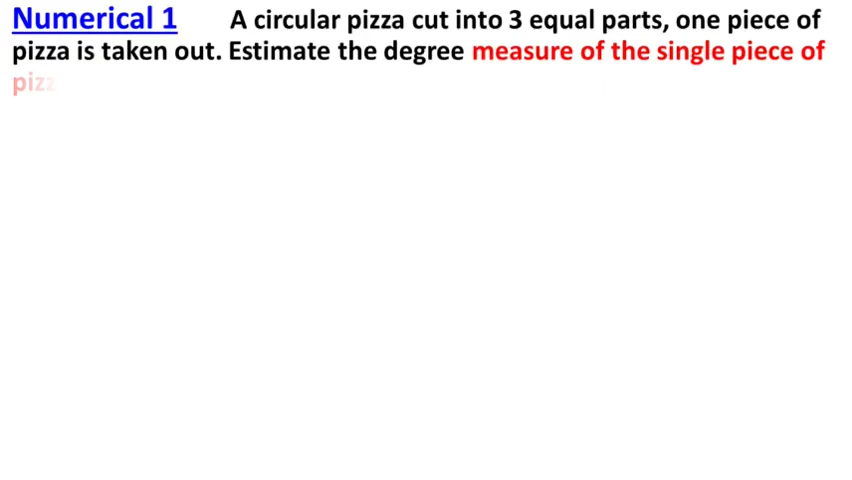 Numerical 1 A circular pizza cut into 3 equal parts, one piece of
pizza is taken out. Estimate the degree measure of the single piece of
pizz